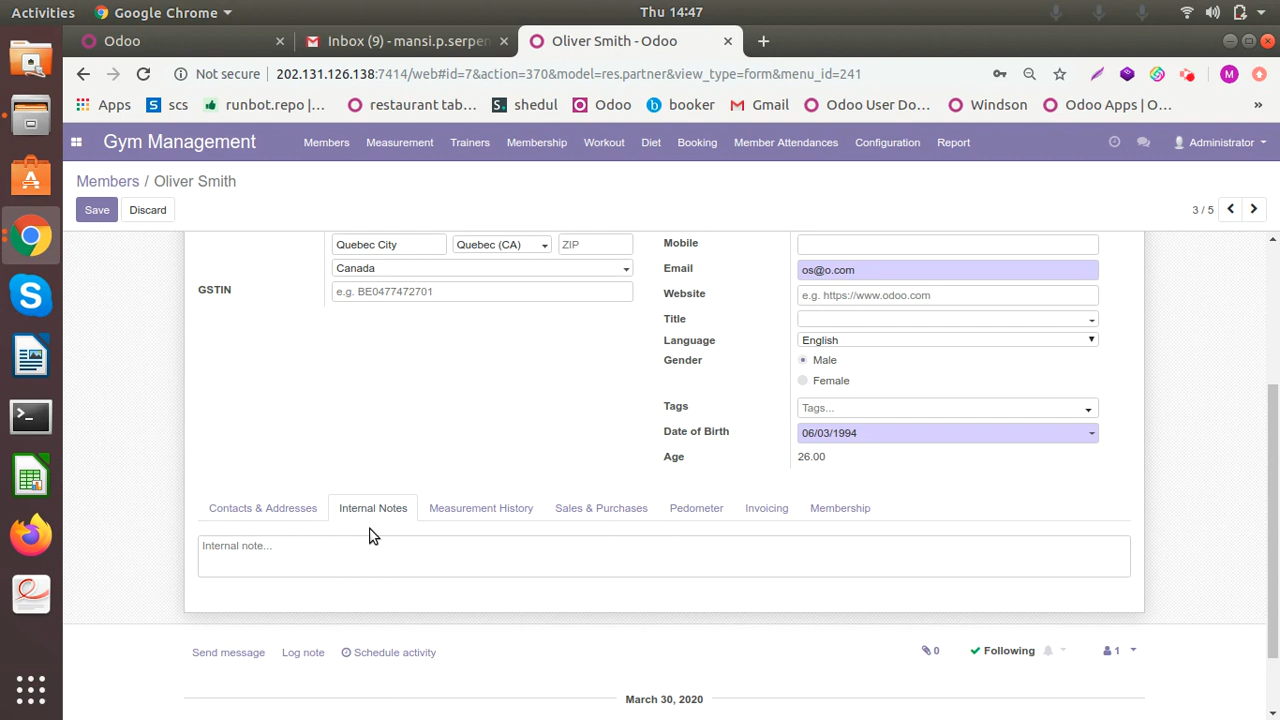 Activities Google Chrome Thu 14:47
Odoo Inbox (9) - mansi.p.serpen Oliver Smith - Odoo
Not secure 202.131.126.138:7414/web#id=7&action=370&model=res.partner&view_type=form&menu_id=241 M
Apps S scs runbot.repo |... restaurant tab... S. shedul Odoo b booker Gmail Odoo User Do... Windson Odoo Apps | O... »
Gym Management Members Measurement Trainers Membership Workout Diet Booking Member Attendances Configuration Report Administrator
Members / Oliver Smith
Save Discard 3 / 5
Quebec City Quebec (CA) ZIP Mobile
Canada Email os@o.com
GSTIN e.g. BE0477472701 Website e.g. https://www.odoo.com
Title
Language English
Gender Male
Female
Tags Tags...
Date of Birth 06/03/1994
Age 26.00
Contacts & Addresses Internal Notes Measurement History Sales & Purchases Pedometer Invoicing Membership
Internal note...
Send message Log note Schedule activity 0 Following 1
March 30, 2020